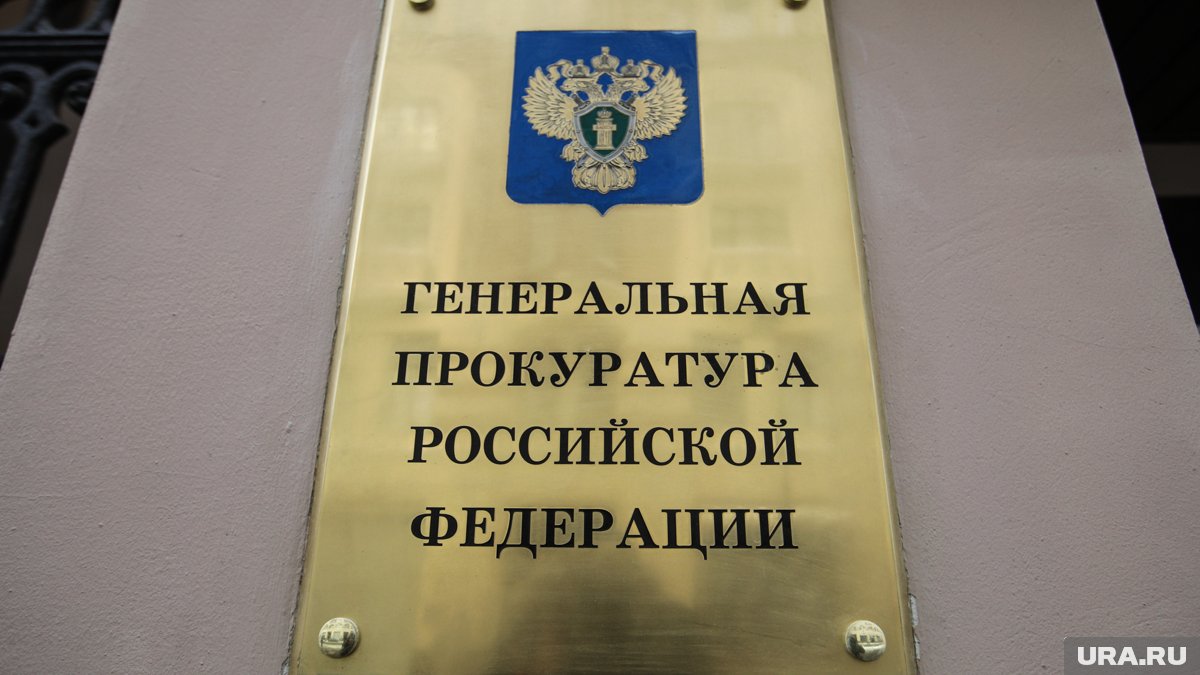 ГЕНЕРАЛЬНАЯ
ПРОКУРАТУРА
РОССИЙСКОЙ
ФЕДЕРАЦИИ
URA.RU